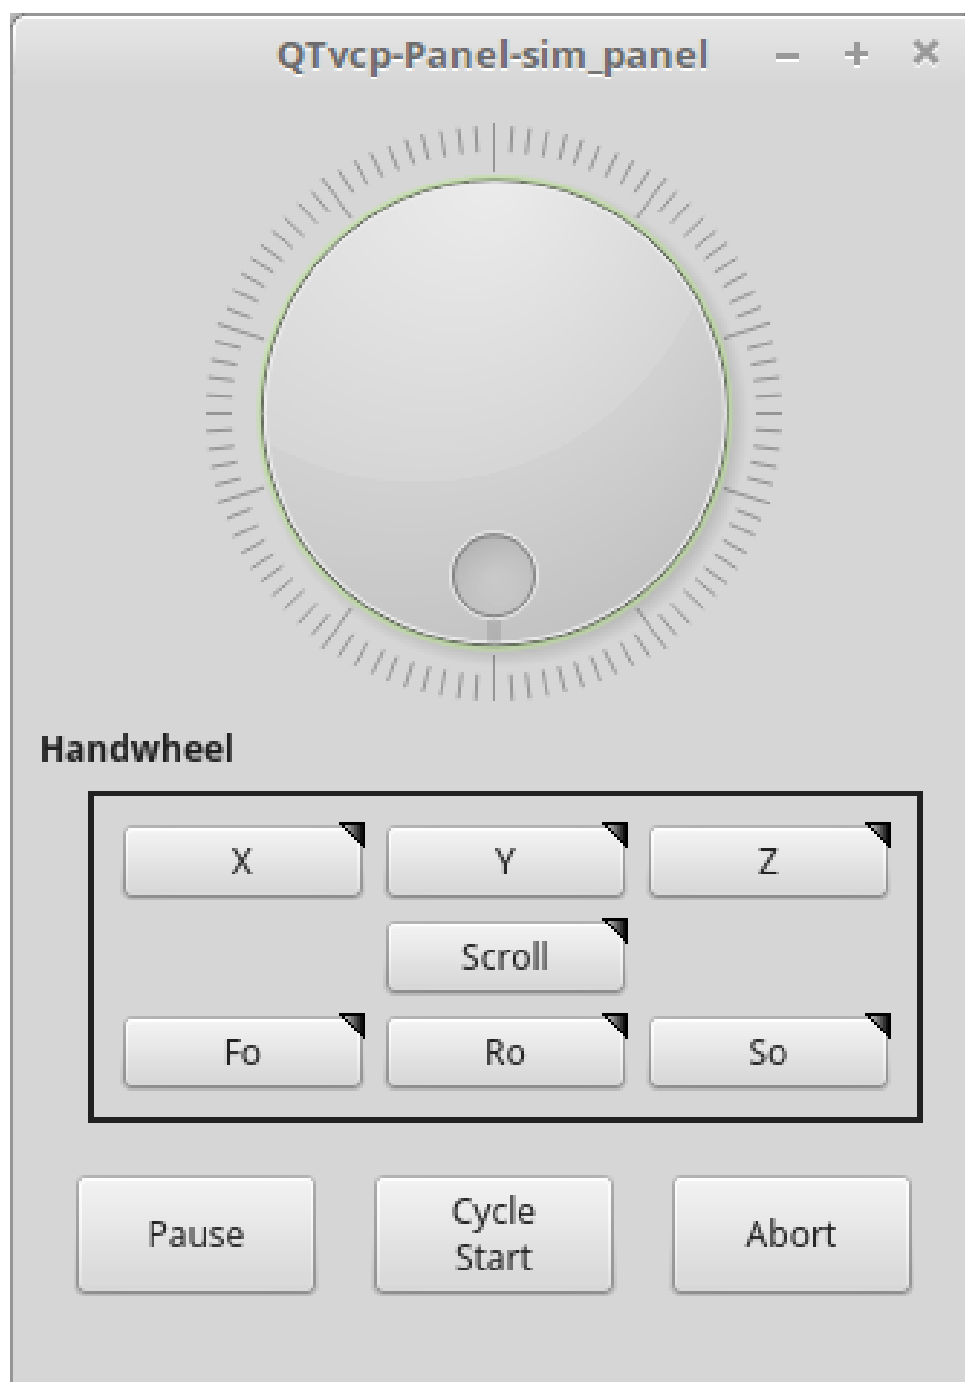 QTvcp-Panel-sim_panel
Handwheel
X Y Z
Scroll
Fo Ro So
Pause
Cycle
Start
Abort